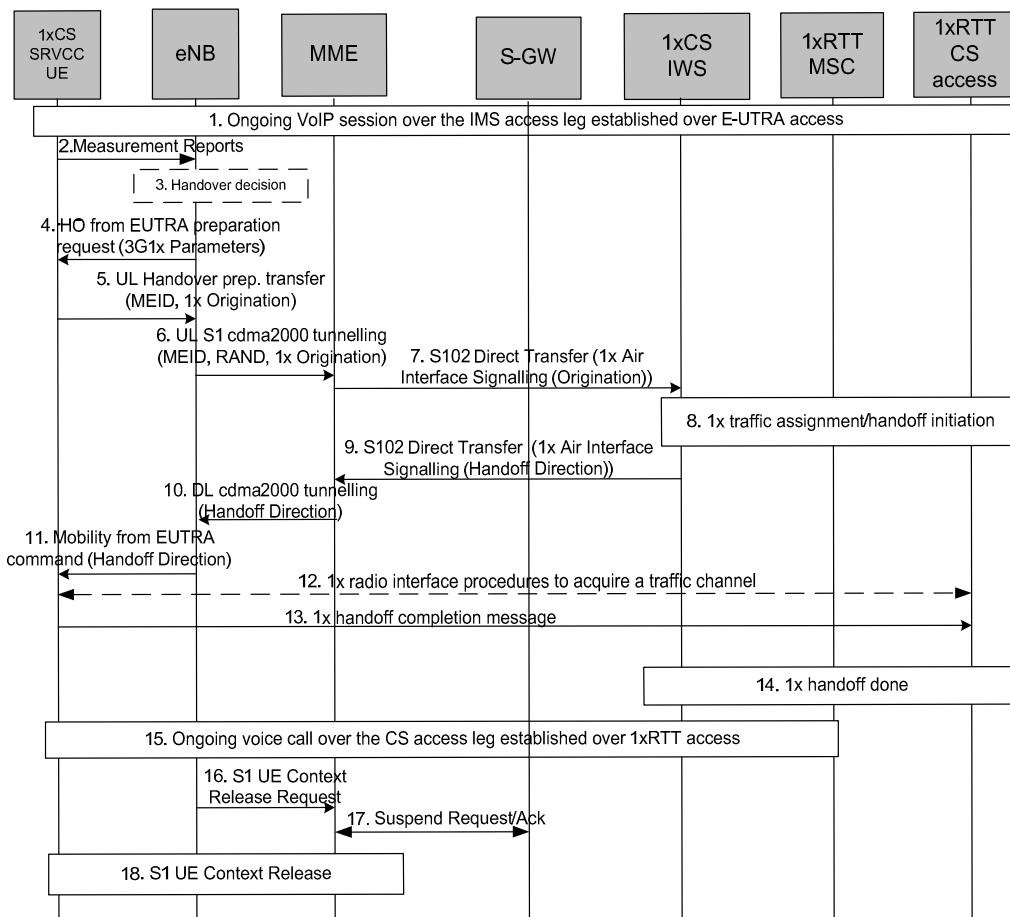 1xCS
SRVCC
UE
eNB
MME
S-GW
1xCS
IWS
1xRTT
MSC
1xRTT
CS
access
1. Ongoing VoIP session over the IMS access leg established over E-UTRA access
2.Measurement Reports
3. Handover decision
4. HO from EUTRA preparation
request (3G1x Parameters)
5. UL Handover prep. transfer
(MEID, 1x Origination)
6. UL S1 cdma2000 tunnelling
(MEID, RAND, 1x Origination)
7. S102 Direct Transfer (1x Air
Interface Signalling (Origination))
8. 1x traffic assignment/handoff initiation
9. S102 Direct Transfer (1x Air Interface
Signalling (Handoff Direction))
10. DL cdma2000 tunnelling
(Handoff Direction)
11. Mobility from EUTRA
command (Handoff Direction)
12. 1x radio interface procedures to acquire a traffic channel
13. 1x handoff completion message
14. 1x handoff done
15. Ongoing voice call over the CS access leg established over 1xRTT access
16. S1 UE Context
Release Request
17. Suspend Request/Ack
18. S1 UE Context Release